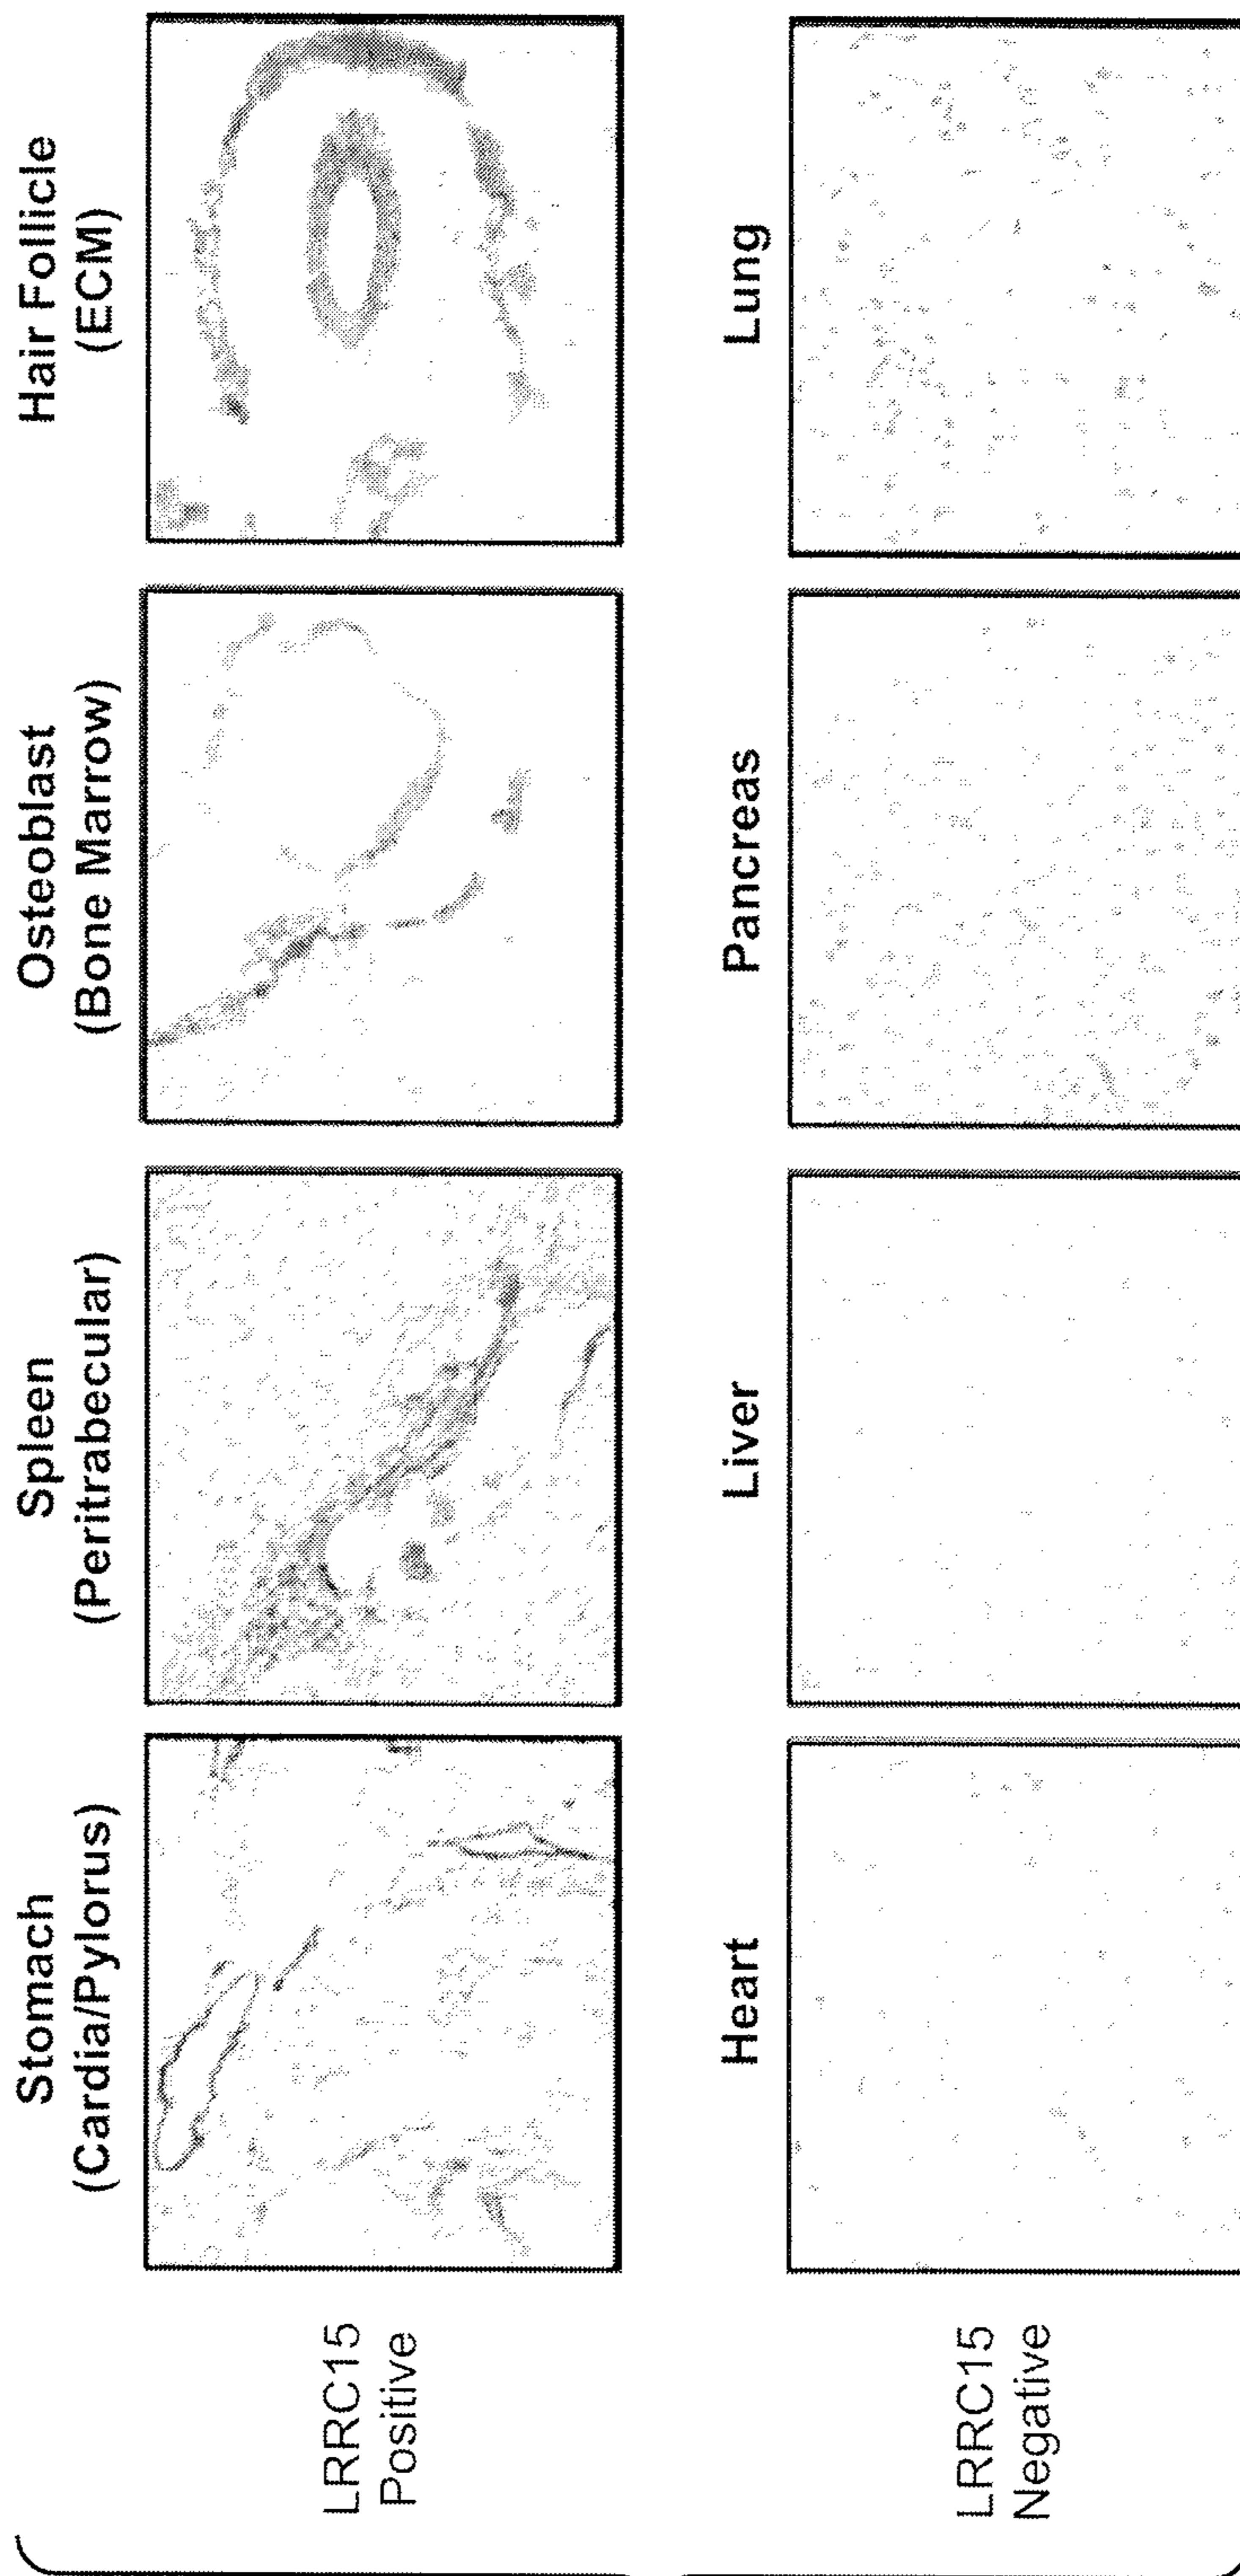 LRRC15
Positive
Stomach
(Cardia/Pylorus)
Spleen
(Peritrabecular)
Osteoblast
(Bone Marrow)
Hair Follicle
(ECM)
LRRC15
Negative
Heart
Liver
Pancreas
Lung